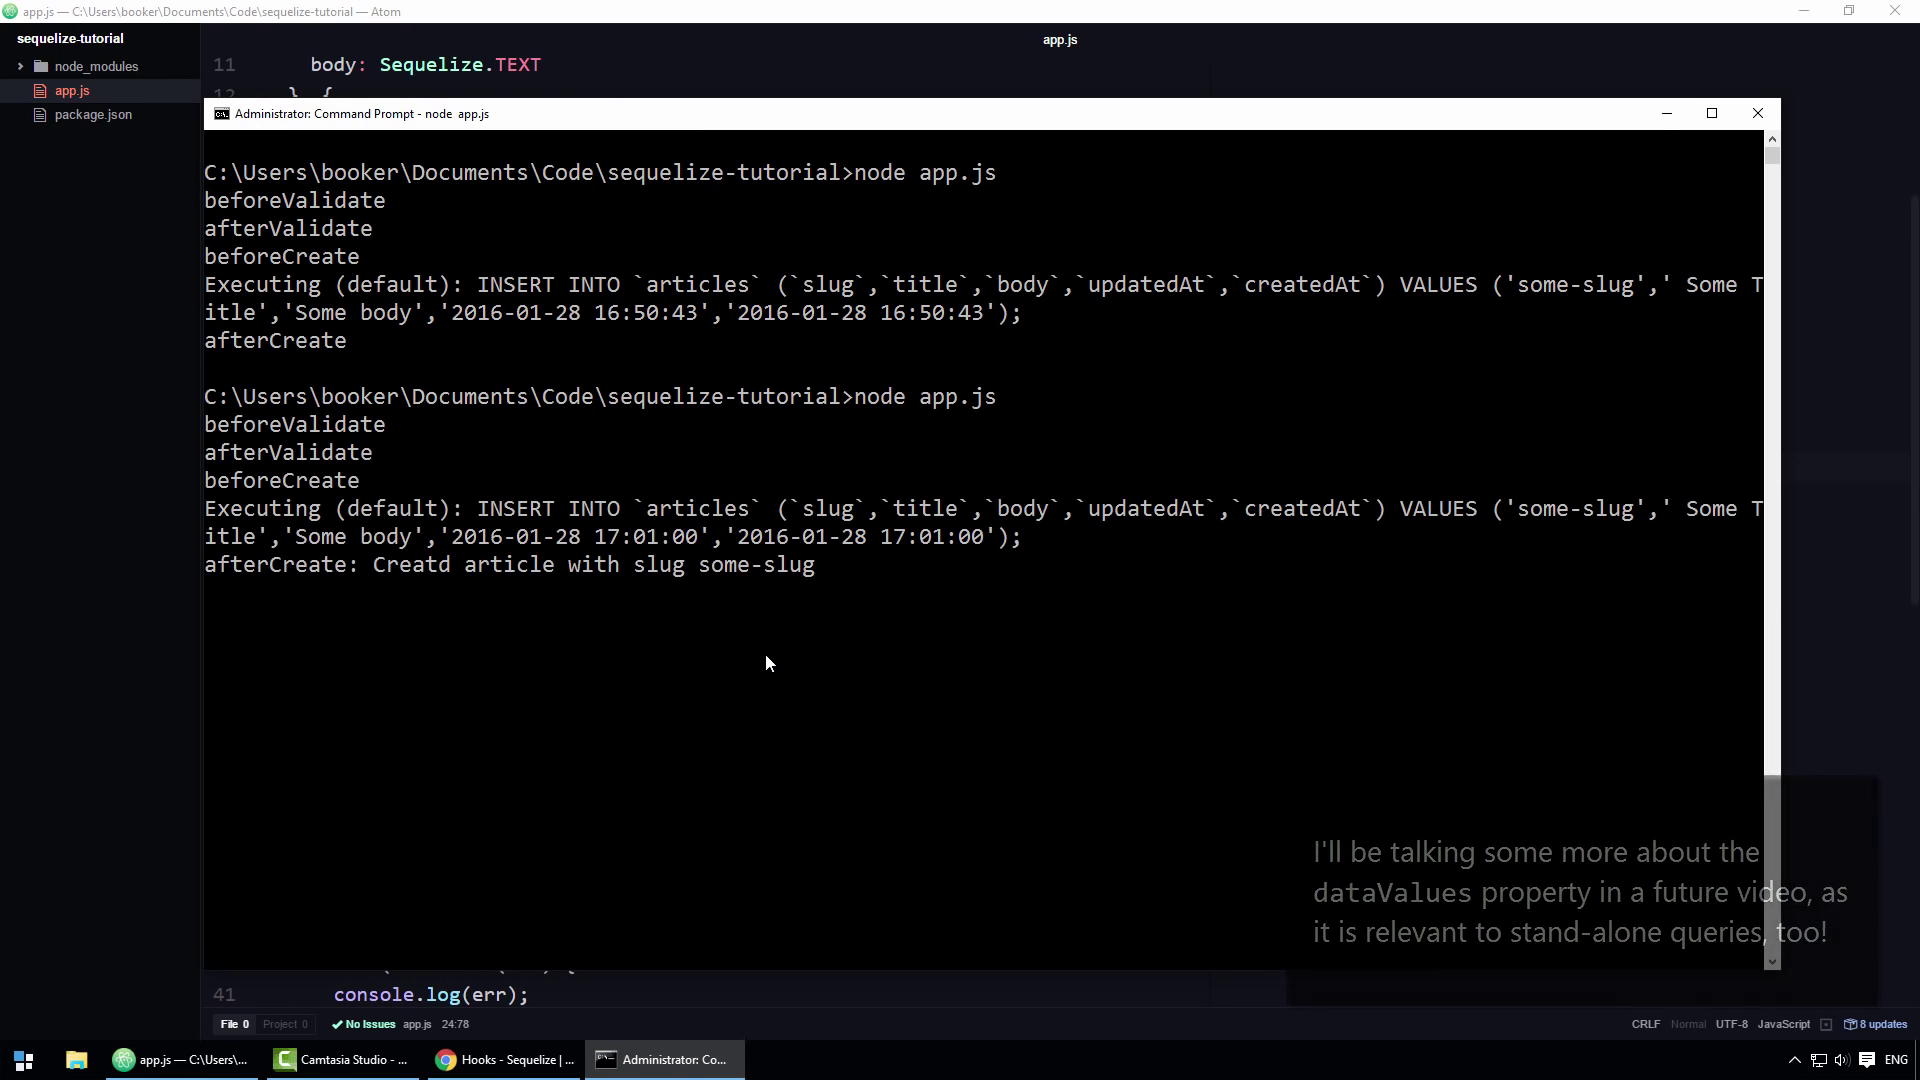 app.js — C:\Users\booker\Documents\Code\sequelize-tutorial — Atom
sequelize-tutorial
node_modules
app.js
package.json
app.js
11 body: Sequelize.TEXT
12 }, {
Administrator: Command Prompt - node  app.js
C:\Users\booker\Documents\Code\sequelize-tutorial>node app.js
beforeValidate
afterValidate
beforeCreate
Executing (default): INSERT INTO `articles` (`slug`,`title`,`body`,`updatedAt`,`createdAt`) VALUES ('some-slug',' Some T
itle','Some body','2016-01-28 16:50:43','2016-01-28 16:50:43');
afterCreate
C:\Users\booker\Documents\Code\sequelize-tutorial>node app.js
beforeValidate
afterValidate
beforeCreate
Executing (default): INSERT INTO `articles` (`slug`,`title`,`body`,`updatedAt`,`createdAt`) VALUES ('some-slug',' Some T
itle','Some body','2016-01-28 17:01:00','2016-01-28 17:01:00');
afterCreate: Creatd article with slug some-slug
I'll be talking some more about the
dataValues property in a future video, as
it is relevant to stand-alone queries, too!
41 console.log(err);
File 0 Project 0 No Issues app.js 24:78 CRLF Normal UTF-8 JavaScript 8 updates
app.js — C:\Users\... Camtasia Studio - ... Hooks - Sequelize | ... Administrator: Co... ENG